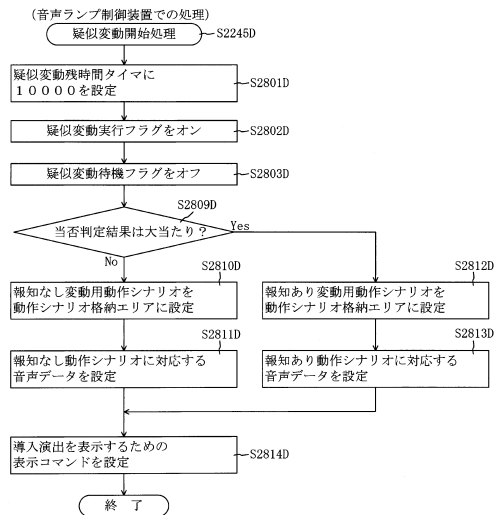 (音声ランプ制御装置での処理)
疑似変動開始処理
S2245D
疑似変動残時間タイマに
10000を設定
S2801D
疑似変動実行フラグをオン
S2802D
疑似変動待機フラグをオフ
S2803D
S2809D
当否判定結果は大当たり?
Yes
No
S2810D
報知なし変動用動作シナリオを
動作シナリオ格納エリアに設定
S2812D
報知あり変動用動作シナリオを
動作シナリオ格納エリアに設定
S2811D
報知なし動作シナリオに対応する
音声データを設定
S2813D
報知あり動作シナリオに対応する
音声データを設定
導入演出を表示するための
表示コマンドを設定
S2814D
終 了